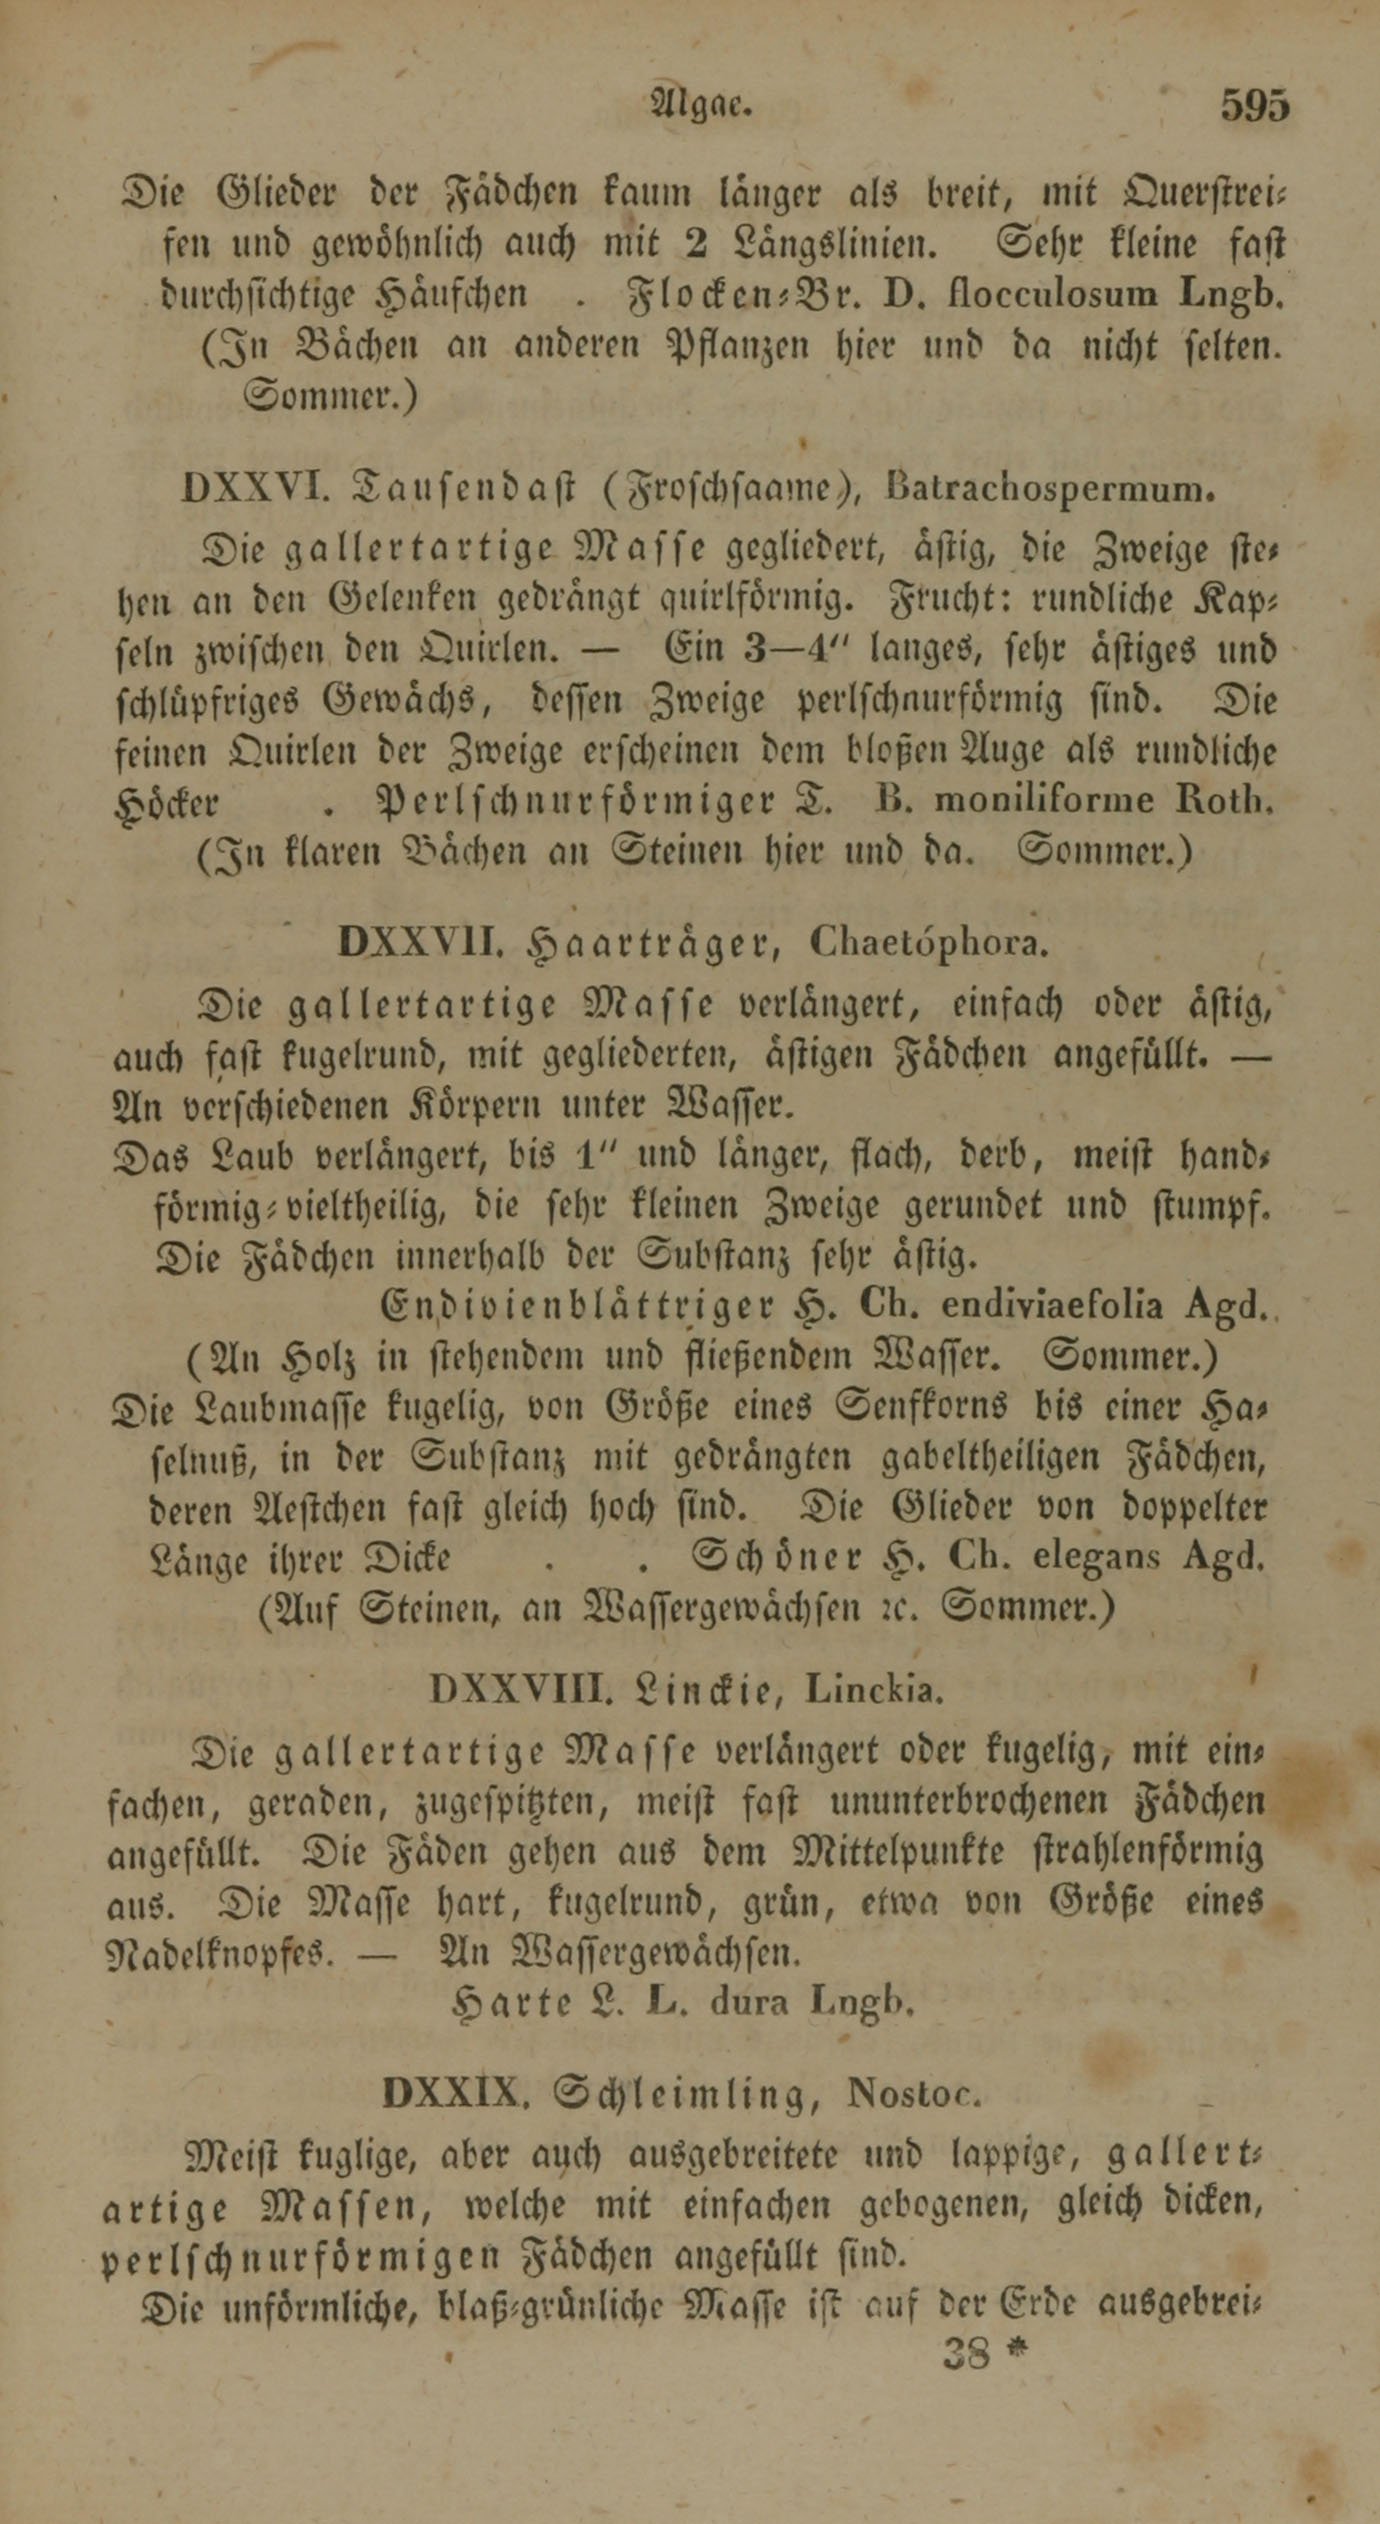 Algae.
595
Die Glieder der Fädchen kaum länger als breit, mit Querstrei-
fen und gewöhnlich auch mit 2 Längslinien. Sehr kleine fast
durchsichtige Häufchen . Flocken-Br. D. flocculosum Lngb.
(In Bächen an anderen Pflanzen hier und da nicht selten.
Sommer.)
DXXVI. Tausendast (Froschsaame), Batrachospermum.
Die gallertartige Masse gegliedert, ästig, die Zweige ste-
hen an den Gelenken gedrängt quirlförmig. Frucht: rundliche Kap-
seln zwischen den Quirlen. — Ein 3—4" langes, sehr ästiges und
schlüpfriges Gewächs, dessen Zweige perlschnurförmig sind. Die
feinen Quirlen der Zweige erscheinen dem bloßen Auge als rundliche
Höcker . Perlschnurförmiger T. B. moniliforme Roth.
(In klaren Bächen an Steinen hier und da. Sommer.)
DXXVII. Haarträger, Chaetóphora.
Die gallertartige Masse verlängert, einfach oder ästig,
auch fast kugelrund, mit gegliederten, ästigen Fädchen angefüllt. —
An verschiedenen Körpern unter Wasser.
Das Laub verlängert, bis 1" und länger, flach, derb, meist hand-
förmig-vieltheilig, die sehr kleinen Zweige gerundet und stumpf.
Die Fädchen innerhalb der Substanz sehr ästig.
Endivienblättriger H. Ch. endiviaefolia Agd.
(An Holz in stehendem und fließendem Wasser. Sommer.)
Die Laubmasse kugelig, von Größe eines Senfkorns bis einer Ha-
selnuß, in der Substanz mit gedrängten gabeltheiligen Fädchen,
deren Aestchen fast gleich hoch sind. Die Glieder von doppelter
Länge ihrer Dicke . . Schöner H. Ch. elegans Agd.
(Auf Steinen, an Wassergewächsen ꝛc. Sommer.)
DXXVIII. Linckie, Linckia.
Die gallertartige Masse verlängert oder kugelig, mit ein-
fachen, geraden, zugespitzten, meist fast ununterbrochenen Fädchen
angefüllt. Die Fäden gehen aus dem Mittelpunkte strahlenförmig
aus. Die Masse hart, kugelrund, grün, etwa von Größe eines
Nadelknopfes. — An Wassergewächsen.
Harte L. L. dura Lngb.
DXXIX. Schleimling, Nostoc.
Meist kuglige, aber auch ausgebreitete und lappige, gallert-
artige Massen, welche mit einfachen gebogenen, gleich dicken,
perlschnurförmigen Fädchen angefüllt sind.
Die unförmliche, blaß-grünliche Masse ist auf der Erde ausgebrei-
38 *